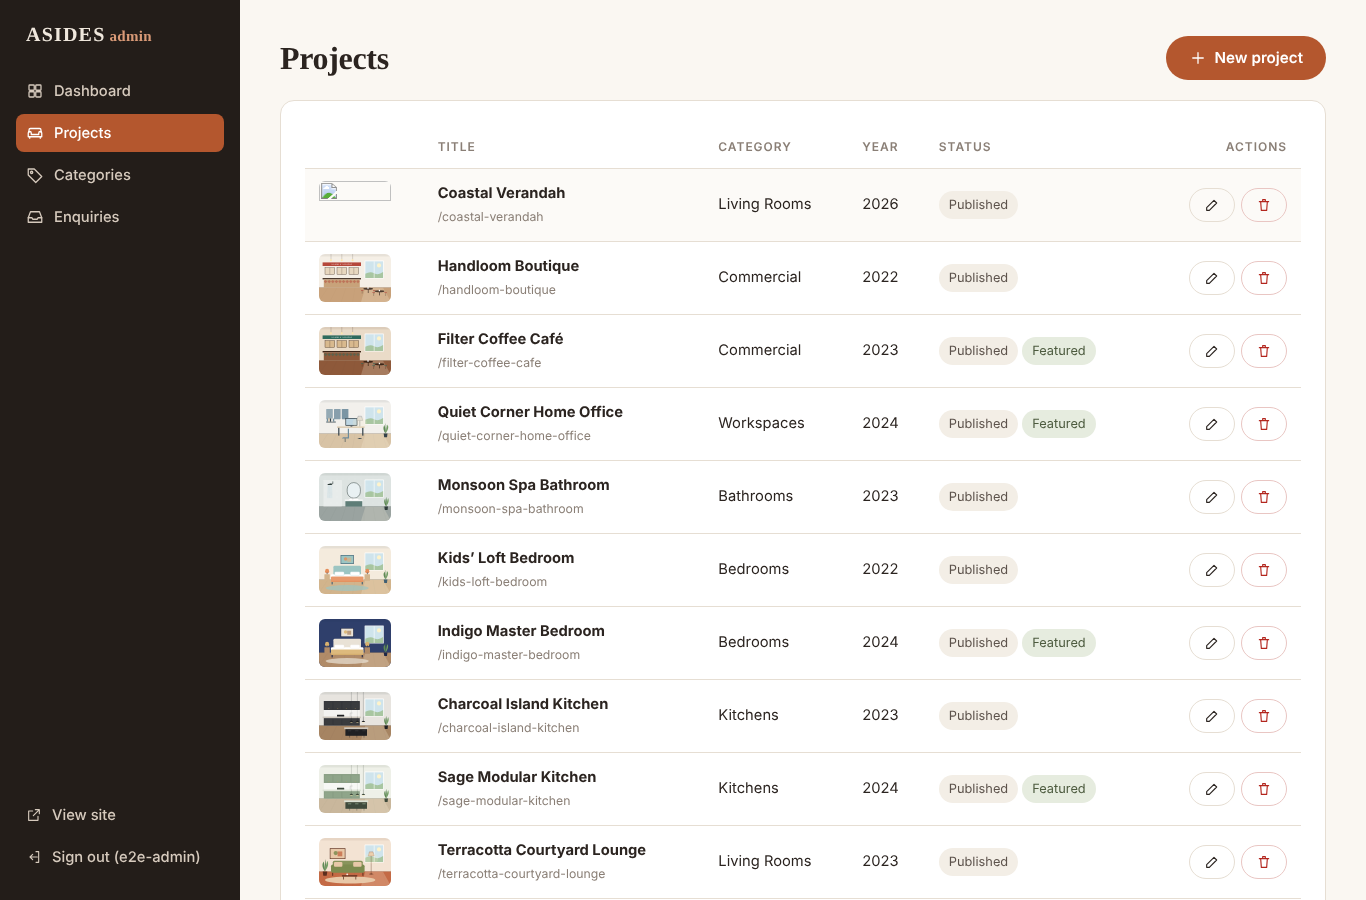 ASIDES admin
Projects
New project
Dashboard
Projects
Categories
Enquiries
TITLE CATEGORY YEAR STATUS ACTIONS
Coastal Verandah
/coastal-verandah
Living Rooms 2026 Published
Handloom Boutique
/handloom-boutique
Commercial 2022 Published
Filter Coffee Café
/filter-coffee-cafe
Commercial 2023 Published Featured
Quiet Corner Home Office
/quiet-corner-home-office
Workspaces 2024 Published Featured
Monsoon Spa Bathroom
/monsoon-spa-bathroom
Bathrooms 2023 Published
Kids’ Loft Bedroom
/kids-loft-bedroom
Bedrooms 2022 Published
Indigo Master Bedroom
/indigo-master-bedroom
Bedrooms 2024 Published Featured
Charcoal Island Kitchen
/charcoal-island-kitchen
Kitchens 2023 Published
Sage Modular Kitchen
/sage-modular-kitchen
Kitchens 2024 Published Featured
Terracotta Courtyard Lounge
/terracotta-courtyard-lounge
Living Rooms 2023 Published
View site
Sign out (e2e-admin)